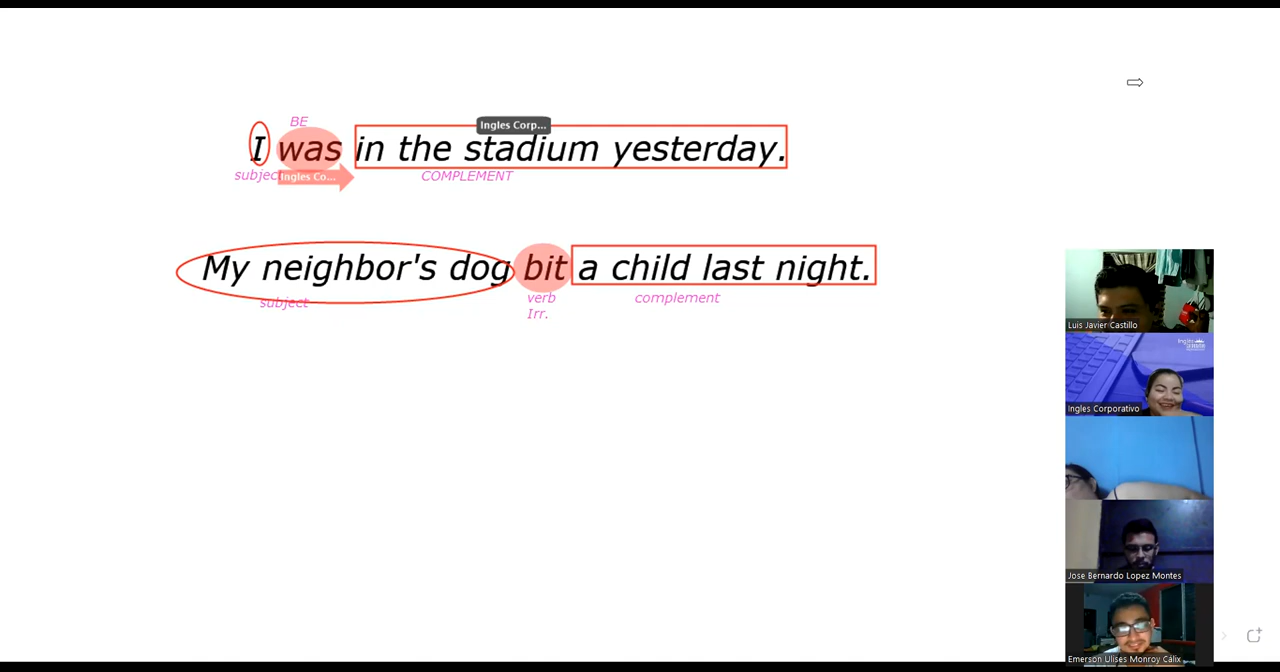 BE
Ingles Corp...
I was in the stadium yesterday.
subject
Ingles Co...
COMPLEMENT
My neighbor's dog bit a child last night.
subject
verb
complement
Irr.
Luis Javier Castillo
Ingles Corporativo
Jose Bernardo Lopez Montes
Emerson Ulises Monroy Cálix